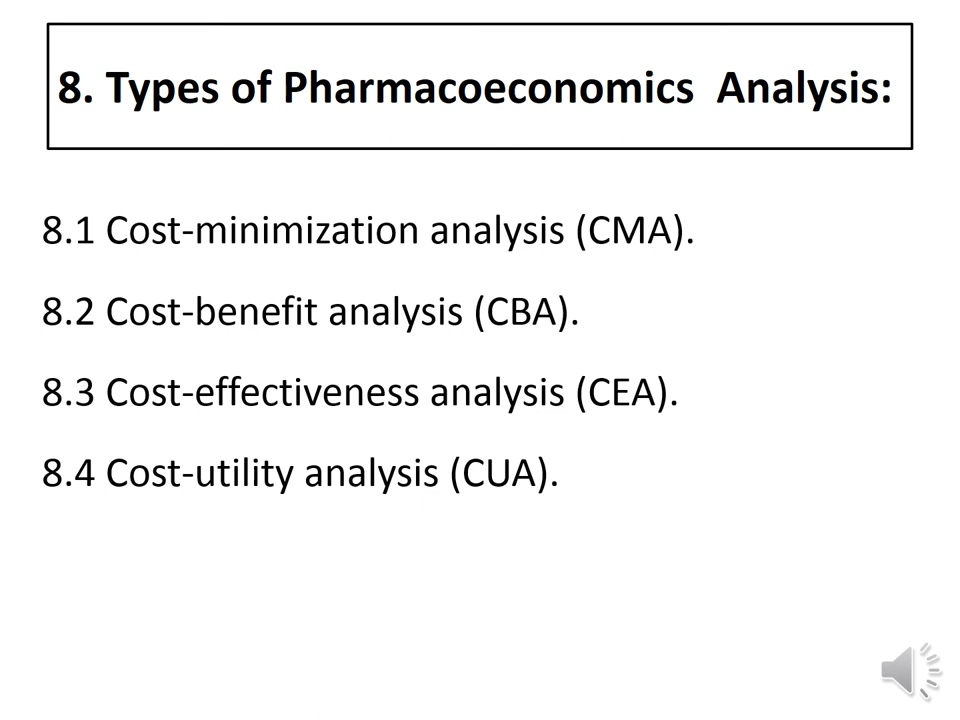 8. Types of Pharmacoeconomics  Analysis:
8.1 Cost-minimization analysis (CMA).
8.2 Cost-benefit analysis (CBA).
8.3 Cost-effectiveness analysis (CEA).
8.4 Cost-utility analysis (CUA).